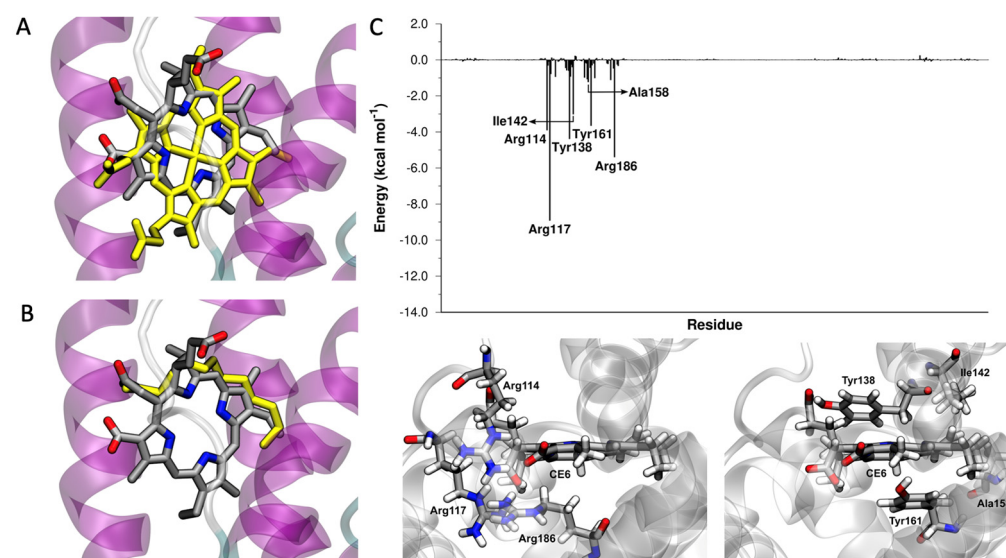 A
B
C
2.0
0.0
-2.0
-4.0
-6.0
-8.0
-10.0
-12.0
-14.0
Energy (kcal mol⁻¹)
Ala158
Ile142
Arg114
Tyr161
Tyr138
Arg186
Arg117
Residue
Arg114
CE6
Arg117
Arg186
Tyr138
Ile142
CE6
Ala15
Tyr161